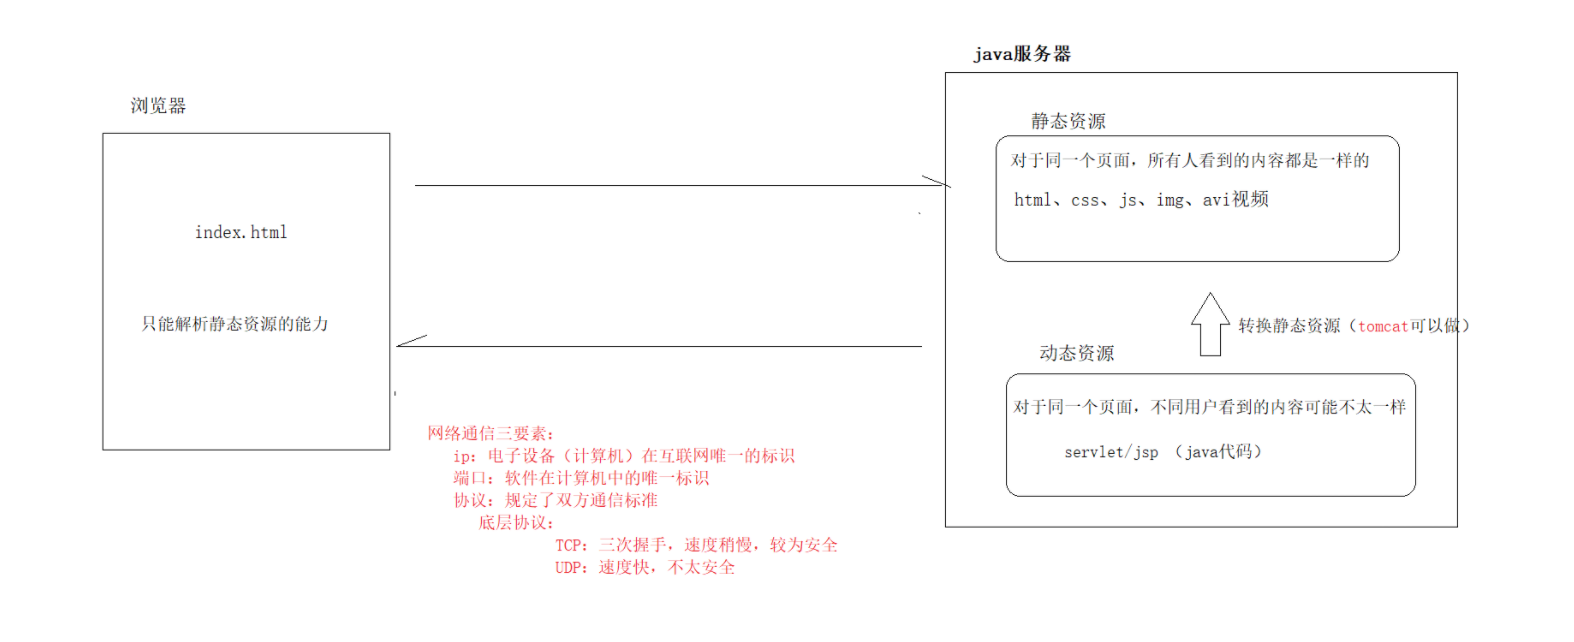 java服务器
浏览器
静态资源
对于同一个页面，所有人看到的内容都是一样的
html、css、js、img、avi视频
index.html
只能解析静态资源的能力
转换静态资源（tomcat可以做）
动态资源
对于同一个页面，不同用户看到的内容可能不太一样
servlet/jsp （java代码）
网络通信三要素：
ip：电子设备（计算机）在互联网唯一的标识
端口：软件在计算机中的唯一标识
协议：规定了双方通信标准
底层协议：
TCP：三次握手，速度稍慢，较为安全
UDP：速度快，不太安全